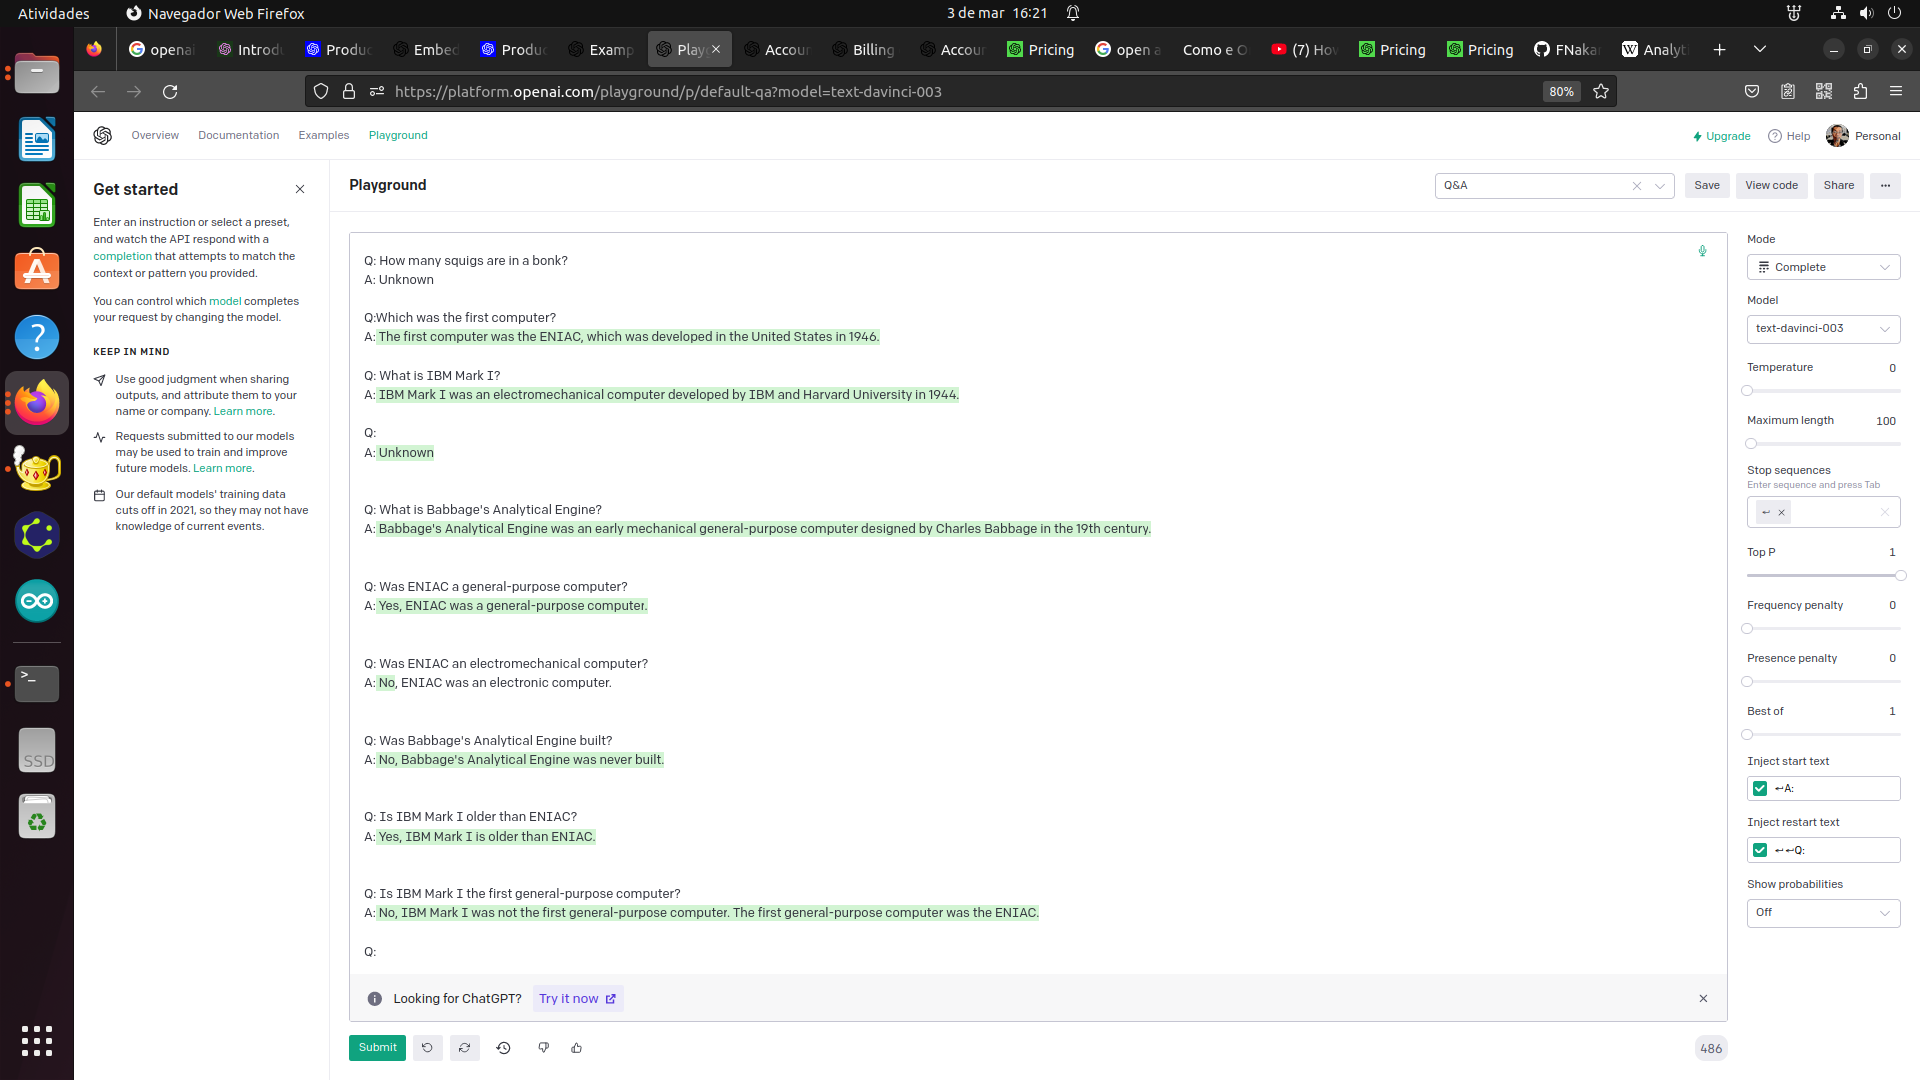 Atividades
Navegador Web Firefox
3 de mar 16:21
openai
Introdu
Produc
Embed
Produc
Examp
Play
Accoun
Billing
Accoun
Pricing
open a
Como e O
(7) How
Pricing
Pricing
FNakan
Analyti
https://platform.openai.com/playground/p/default-qa?model=text-davinci-003
80%
Overview
Documentation
Examples
Playground
Upgrade
Help
Personal
Get started
Enter an instruction or select a preset,
and watch the API respond with a
completion that attempts to match the
context or pattern you provided.
You can control which model completes
your request by changing the model.
KEEP IN MIND
Use good judgment when sharing
outputs, and attribute them to your
name or company. Learn more.
Requests submitted to our models
may be used to train and improve
future models. Learn more.
Our default models' training data
cuts off in 2021, so they may not have
knowledge of current events.
Playground
Q&A
Save
View code
Share
...
Q: How many squigs are in a bonk?
A: Unknown
Q:Which was the first computer?
A: The first computer was the ENIAC, which was developed in the United States in 1946.
Q: What is IBM Mark I?
A: IBM Mark I was an electromechanical computer developed by IBM and Harvard University in 1944.
Q:
A: Unknown
Q: What is Babbage's Analytical Engine?
A: Babbage's Analytical Engine was an early mechanical general-purpose computer designed by Charles Babbage in the 19th century.
Q: Was ENIAC a general-purpose computer?
A: Yes, ENIAC was a general-purpose computer.
Q: Was ENIAC an electromechanical computer?
A: No, ENIAC was an electronic computer.
Q: Was Babbage's Analytical Engine built?
A: No, Babbage's Analytical Engine was never built.
Q: Is IBM Mark I older than ENIAC?
A: Yes, IBM Mark I is older than ENIAC.
Q: Is IBM Mark I the first general-purpose computer?
A: No, IBM Mark I was not the first general-purpose computer. The first general-purpose computer was the ENIAC.
Q:
Looking for ChatGPT?
Try it now
Submit
486
Mode
Complete
Model
text-davinci-003
Temperature 0
Maximum length 100
Stop sequences
Enter sequence and press Tab
↵ ×
Top P 1
Frequency penalty 0
Presence penalty 0
Best of 1
Inject start text
↵A:
Inject restart text
↵↵Q:
Show probabilities
Off
SSD